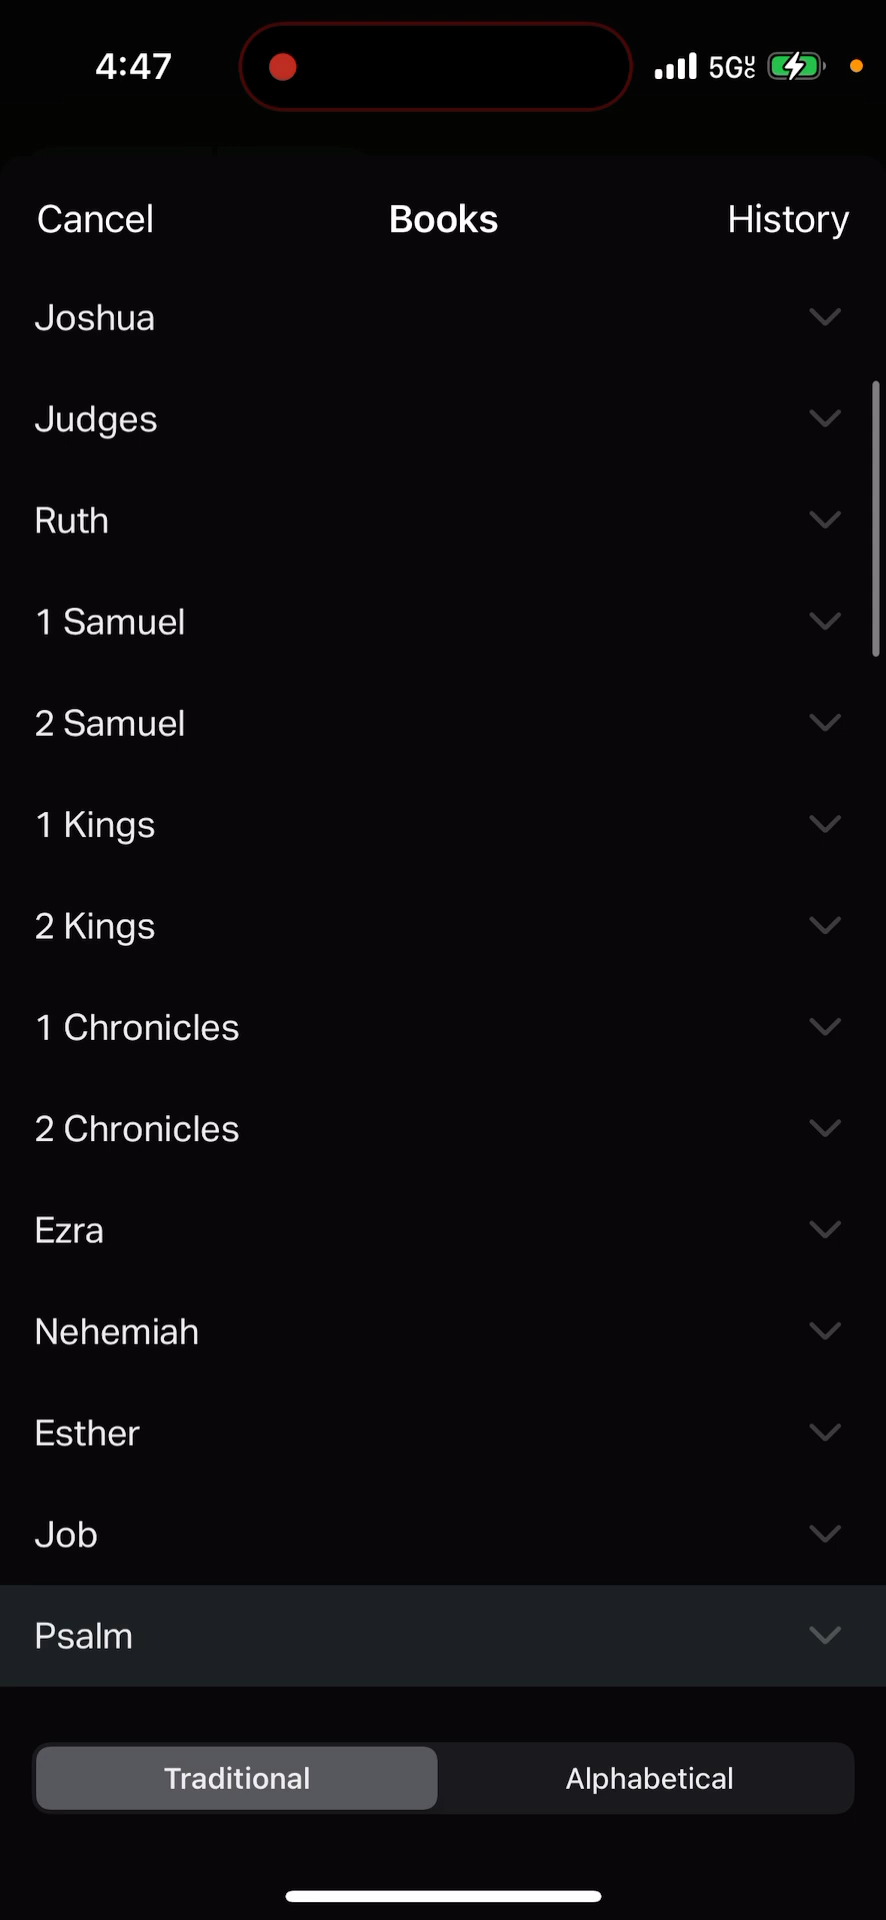 4:47
5GUC
Cancel
Books
History
Joshua
Judges
Ruth
1 Samuel
2 Samuel
1 Kings
2 Kings
1 Chronicles
2 Chronicles
Ezra
Nehemiah
Esther
Job
Psalm
Traditional
Alphabetical